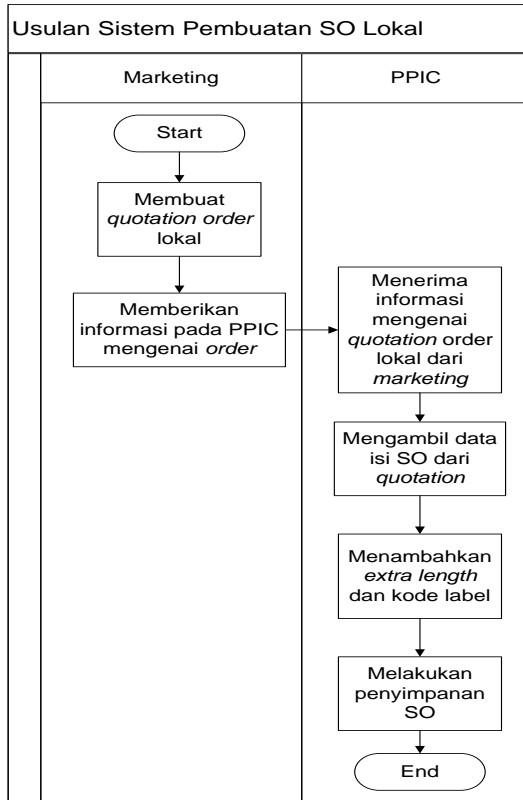 Usulan Sistem Pembuatan SO Lokal
Marketing
PPIC
Start
Membuat
quotation order
lokal
Memberikan
informasi pada PPIC
mengenai order
Menerima
informasi
mengenai
quotation order
lokal dari
marketing
Mengambil data
isi SO dari
quotation
Menambahkan
extra length
dan kode label
Melakukan
penyimpanan
SO
End